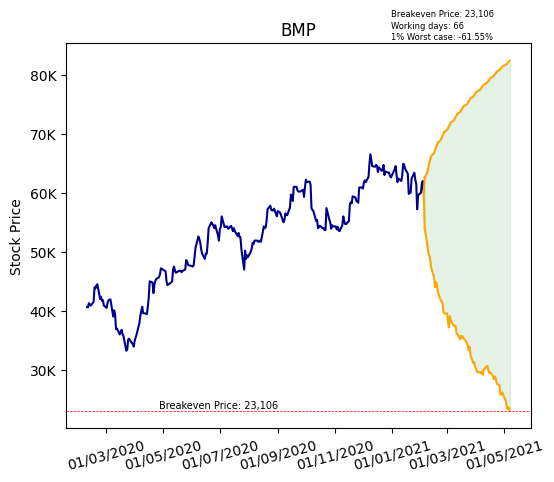 Breakeven Price: 23,106
Working days: 66
1% Worst case: -61.55%
BMP
Stock Price
80K
70K
60K
50K
40K
30K
Breakeven Price: 23,106
01/03/2020
01/05/2020
01/07/2020
01/09/2020
01/11/2020
01/01/2021
01/03/2021
01/05/2021